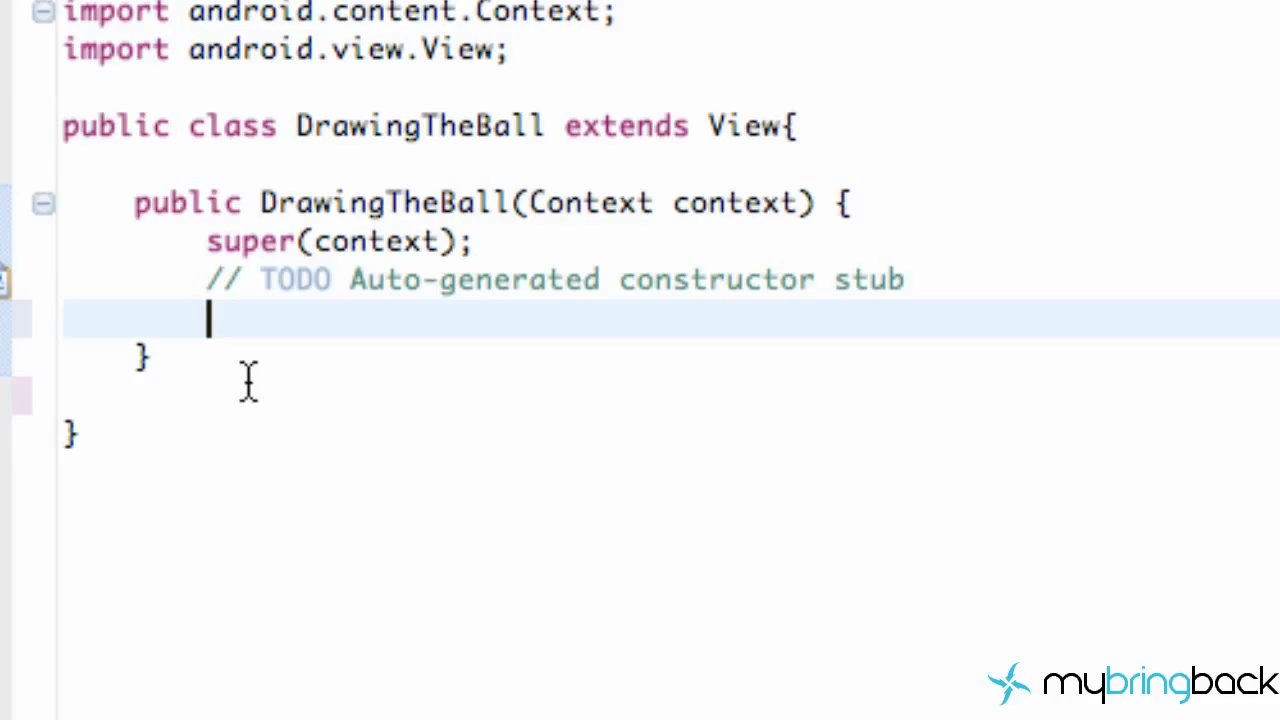 import android.content.Context;
import android.view.View;
public class DrawingTheBall extends View{
public DrawingTheBall(Context context) {
super(context);
// TODO Auto-generated constructor stub
}
}
mybringback